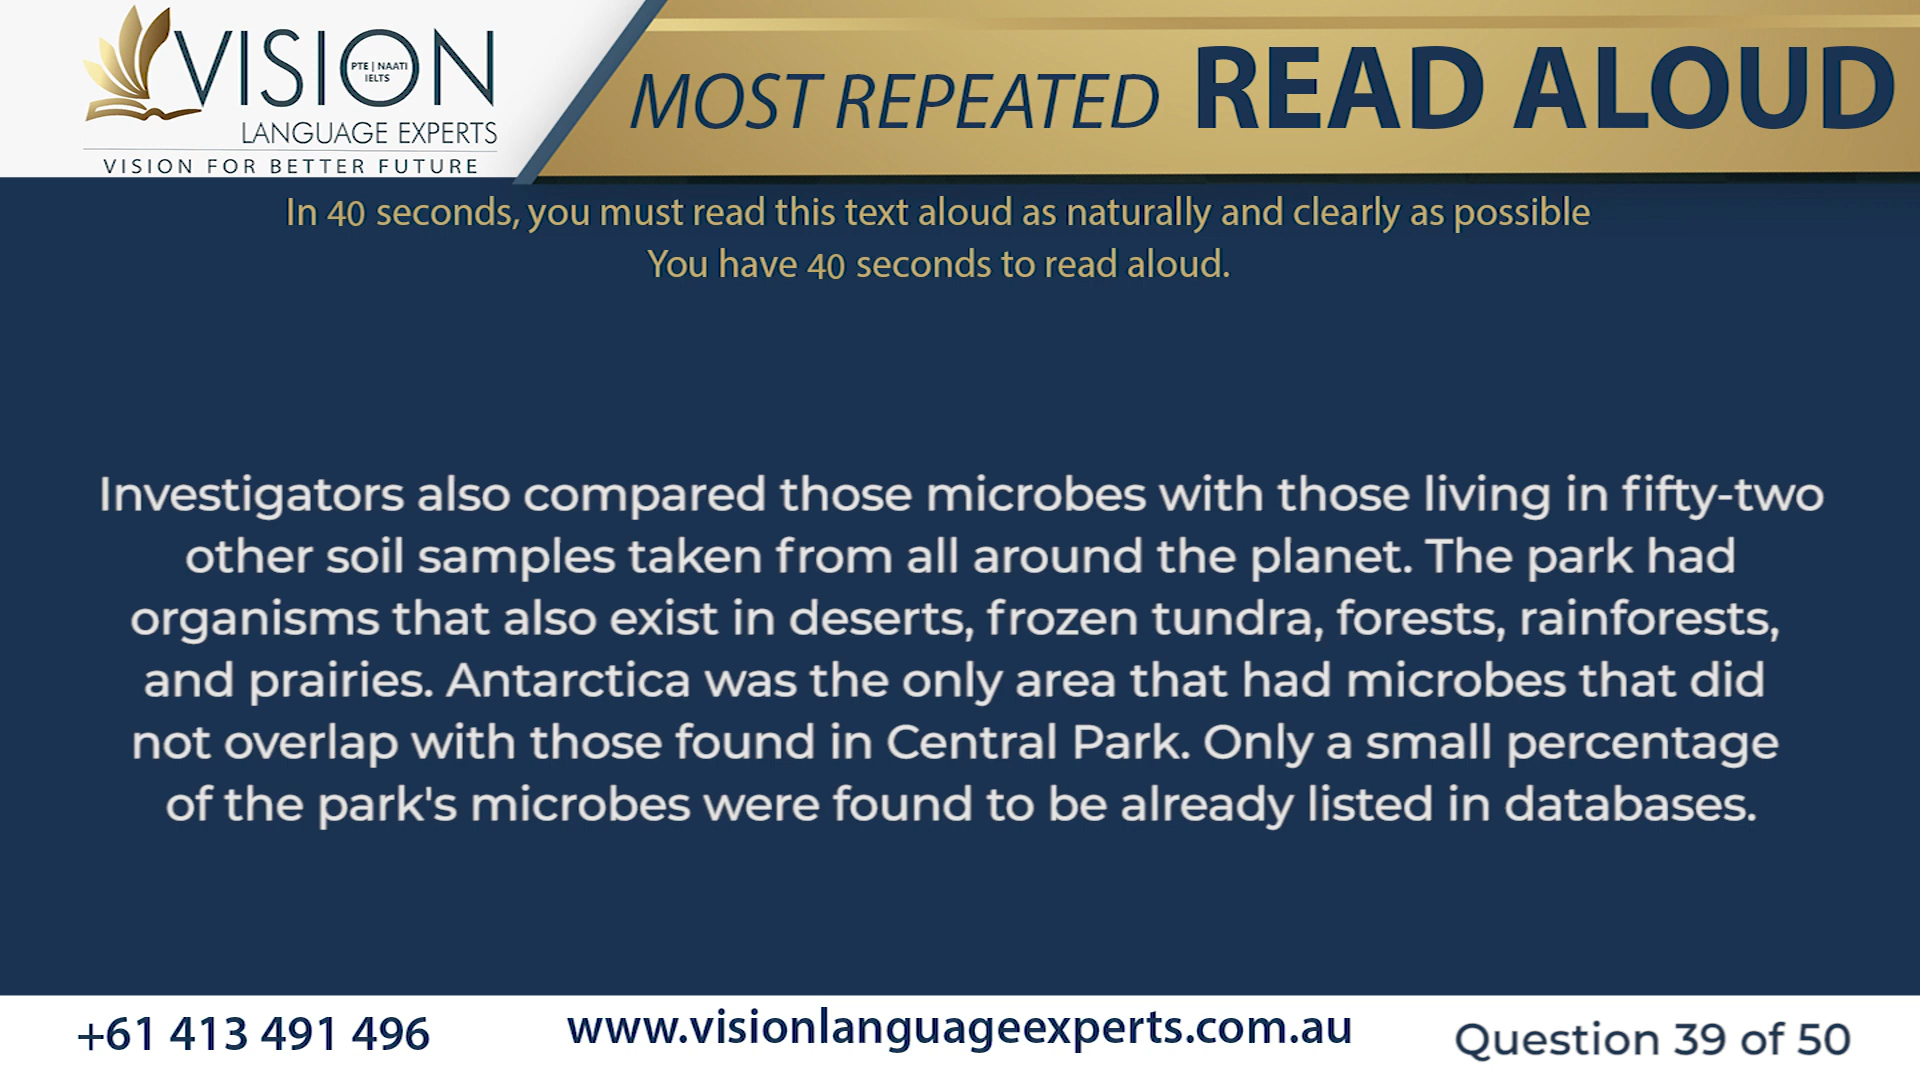 VISION
PTE | NAATI
IELTS
LANGUAGE EXPERTS
VISION FOR BETTER FUTURE
MOST REPEATED READ ALOUD
In 40 seconds, you must read this text aloud as naturally and clearly as possible
You have 40 seconds to read aloud.
Investigators also compared those microbes with those living in fifty-two
other soil samples taken from all around the planet. The park had
organisms that also exist in deserts, frozen tundra, forests, rainforests,
and prairies. Antarctica was the only area that had microbes that did
not overlap with those found in Central Park. Only a small percentage
of the park's microbes were found to be already listed in databases.
+61 413 491 496
www.visionlanguageexperts.com.au
Question 39 of 50